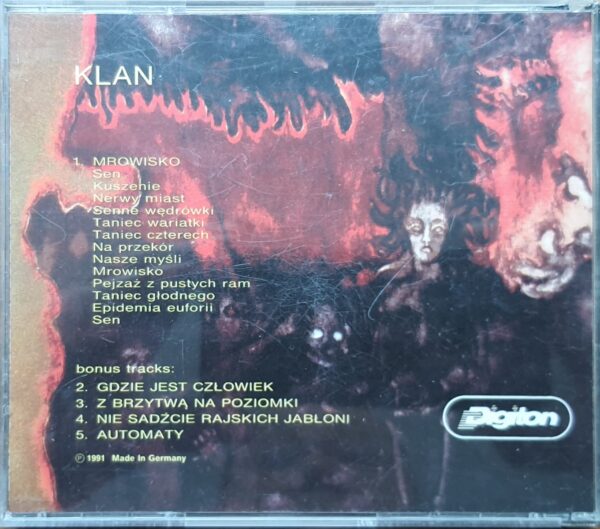 KLAN
1. MROWISKO
Sen
Kuszenie
Nerwy miast
Senne wędrówki
Taniec wariatki
Taniec czterech
Na przekór
Nasze myśli
Mrowisko
Pejzaż z pustych ram
Taniec głodnego
Epidemia euforii
Sen
bonus tracks:
2. GDZIE JEST CZŁOWIEK
3. Z BRZYTWĄ NA POZIOMKI
4. NIE SADŹCIE RAJSKICH JABŁONI
5. AUTOMATY
Digiton
Ⓟ 1991 Made In Germany